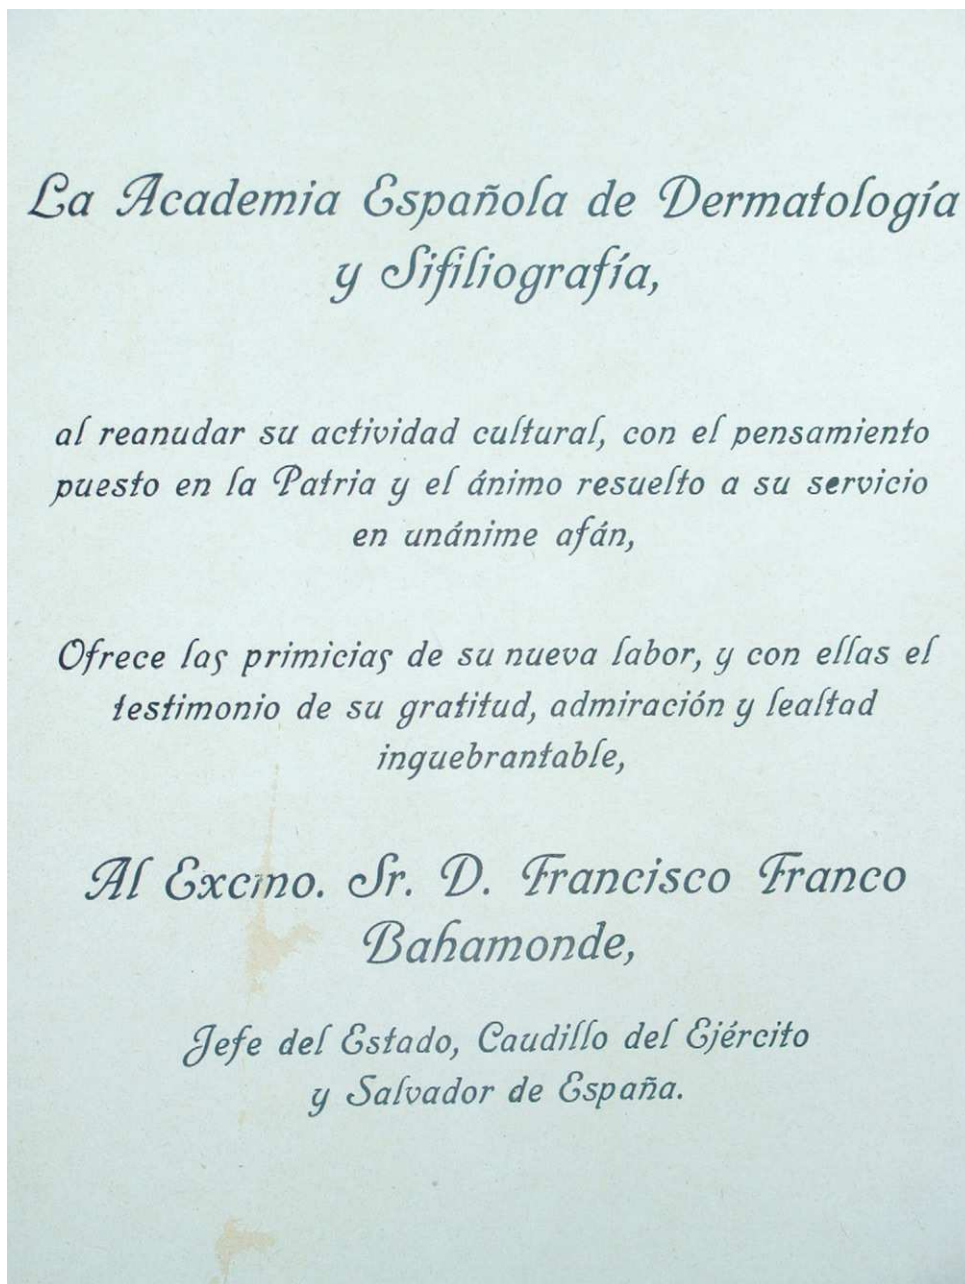 La Academia Española de Dermatología
y Sifiliografía,
al reanudar su actividad cultural, con el pensamiento
puesto en la Patria y el ánimo resuelto a su servicio
en unánime afán,
Ofrece las primicias de su nueva labor, y con ellas el
testimonio de su gratitud, admiración y lealtad
inquebrantable,
Al Excmo. Sr. D. Francisco Franco
Bahamonde,
Jefe del Estado, Caudillo del Ejército
y Salvador de España.